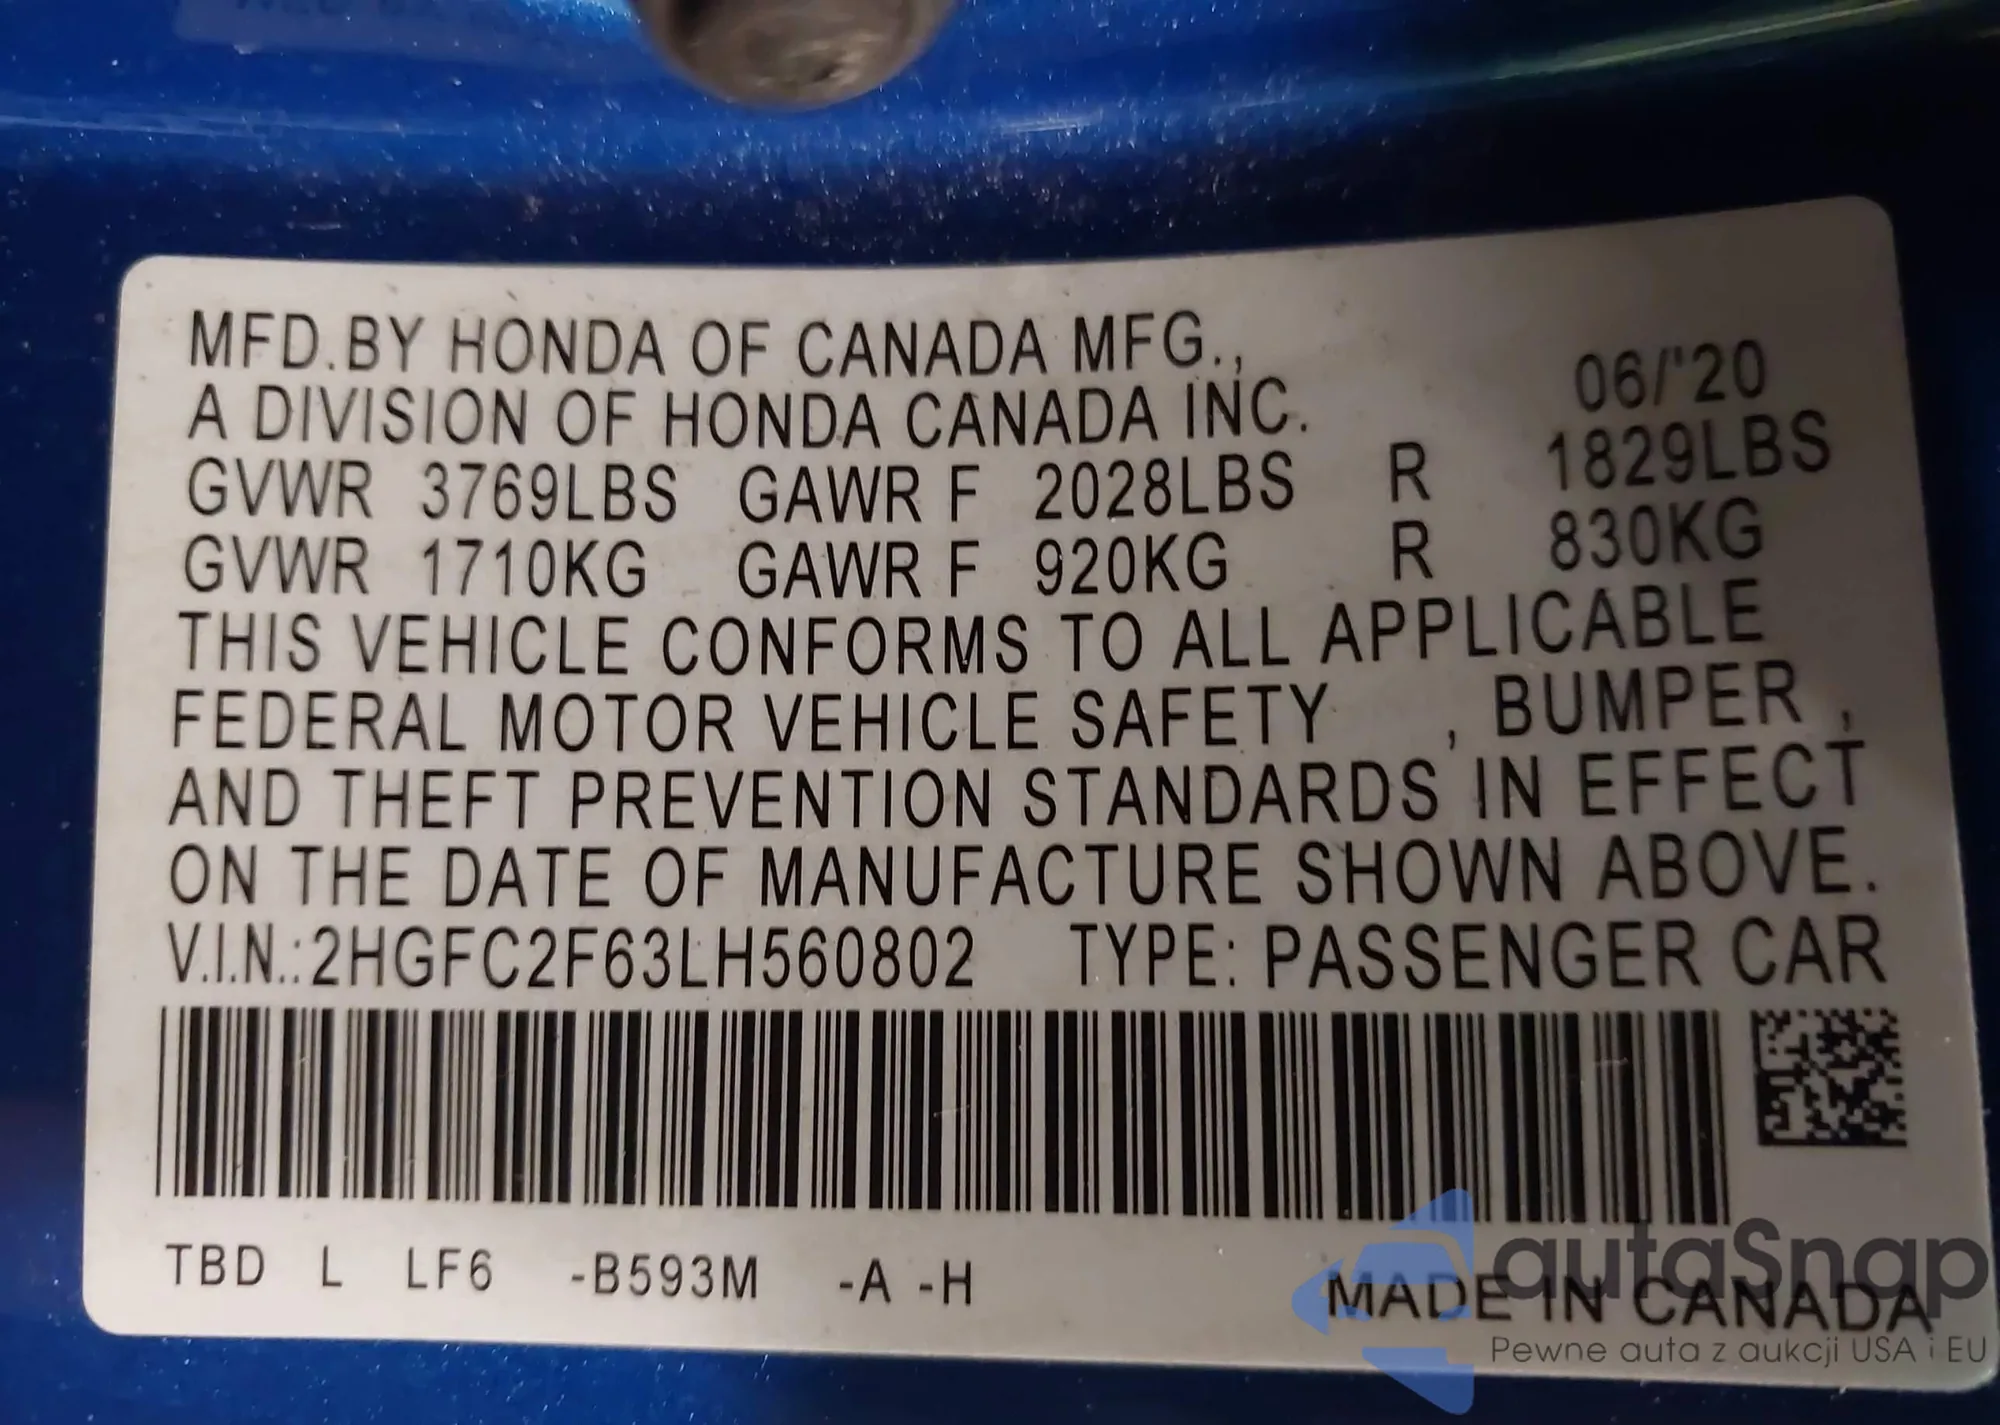 MFD.BY HONDA OF CANADA MFG.,
A DIVISION OF HONDA CANADA INC. 06/'20
GVWR 3769LBS GAWR F 2028LBS R 1829LBS
GVWR 1710KG GAWR F 920KG R 830KG
THIS VEHICLE CONFORMS TO ALL APPLICABLE
FEDERAL MOTOR VEHICLE SAFETY , BUMPER ,
AND THEFT PREVENTION STANDARDS IN EFFECT
ON THE DATE OF MANUFACTURE SHOWN ABOVE.
V.I.N.:2HGFC2F63LH560802 TYPE: PASSENGER CAR
TBD L LF6 -B593M -A -H
MADE IN CANADA
autaSnap
Pewne auta z aukcji USA i EU